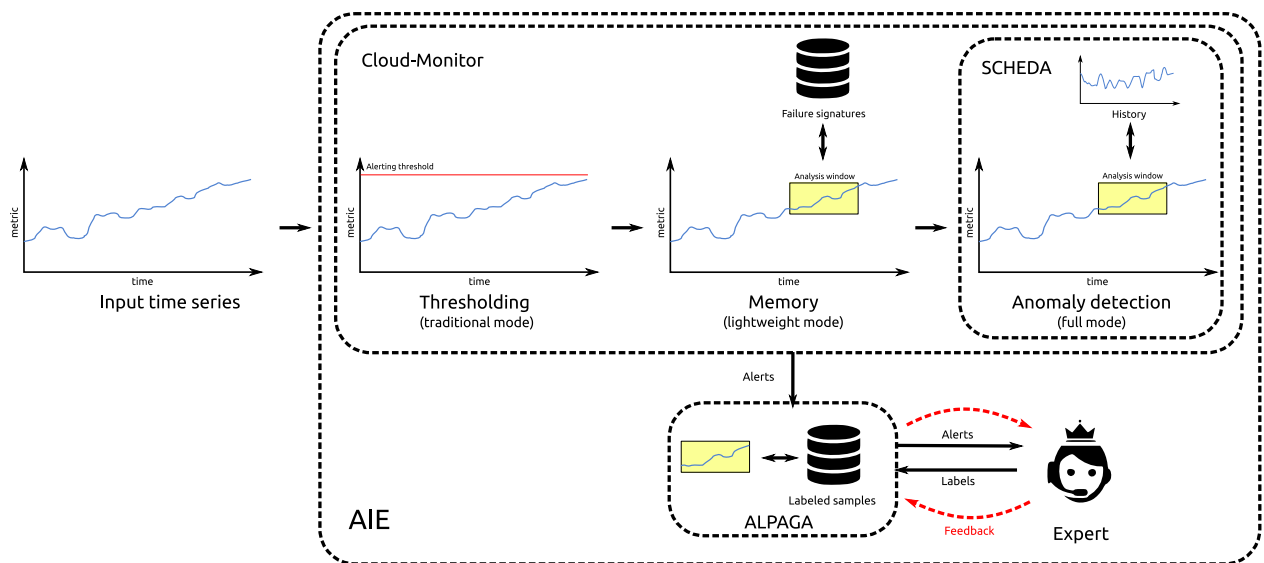 Cloud-Monitor
SCHEDA
Failure signatures
History
Alerting threshold
Analysis window
Analysis window
metric
metric
metric
metric
time
time
time
time
Input time series
Thresholding
(traditional mode)
Memory
(lightweight mode)
Anomaly detection
(full mode)
Alerts
Alerts
Labels
Labeled samples
ALPAGA
Feedback
Expert
AIE